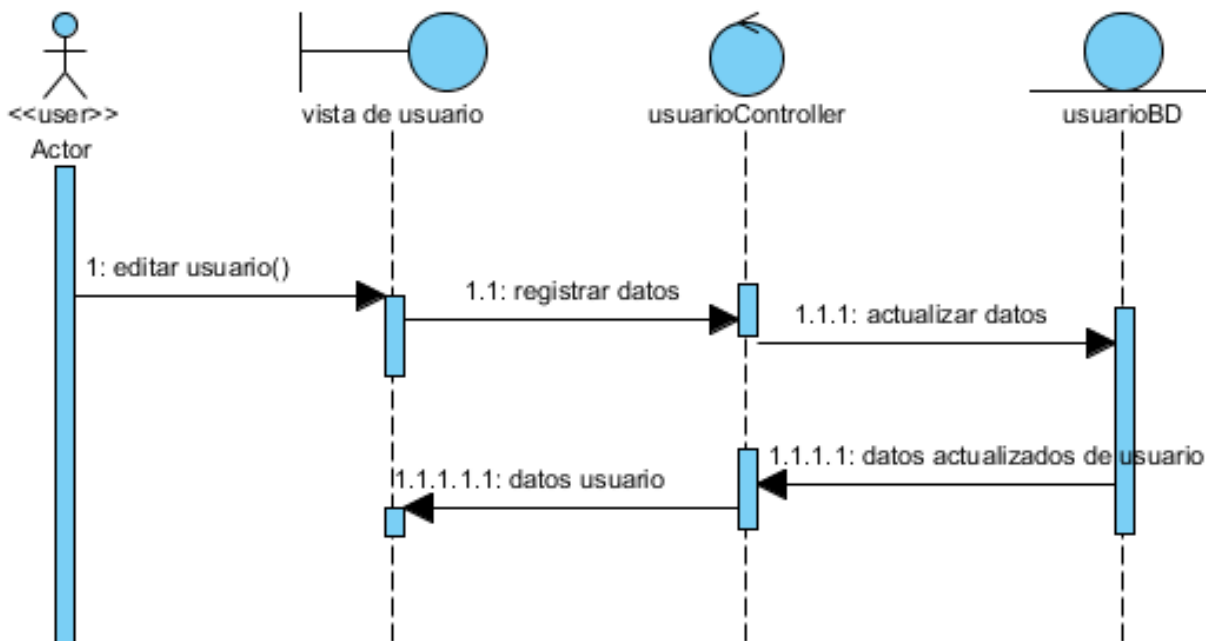 <<user>>
Actor
vista de usuario
usuarioController
usuarioBD
1: editar usuario()
1.1: registrar datos
1.1.1: actualizar datos
1.1.1.1: datos actualizados de usuario
1.1.1.1.1: datos usuario